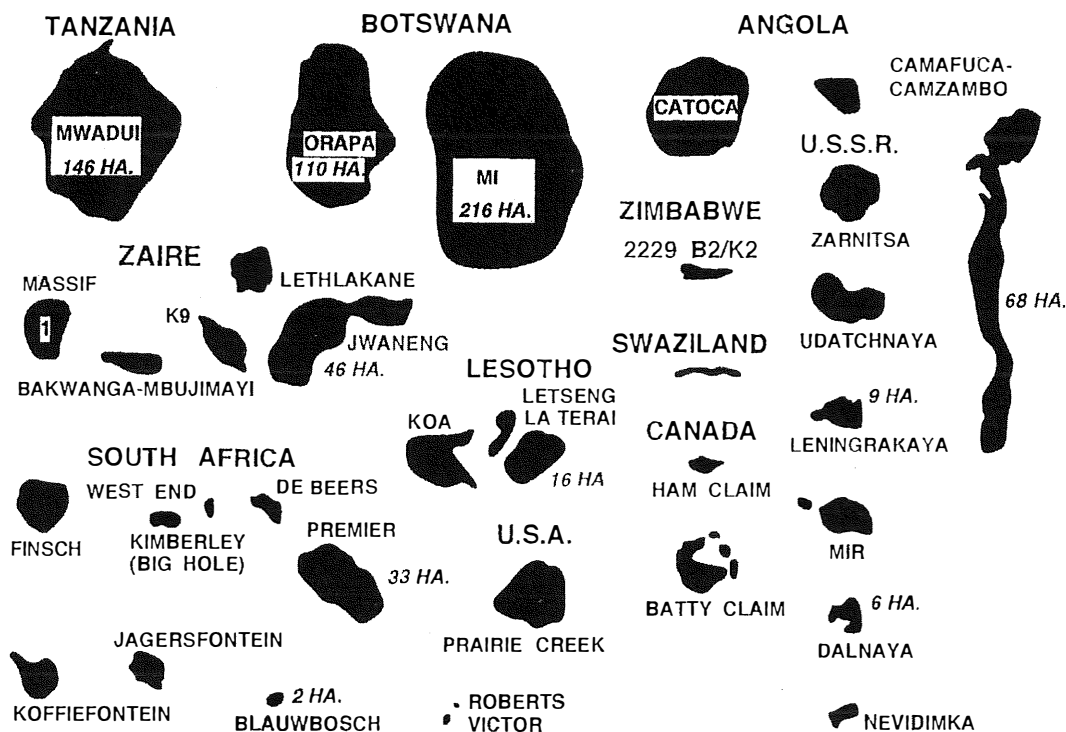 TANZANIA
BOTSWANA
ANGOLA
MWADUI
146 HA.
ORAPA
110 HA.
MI
216 HA.
CATOCA
CAMAFUCA-
CAMZAMBO
68 HA.
U.S.S.R.
ZARNITSA
ZIMBABWE
2229 B2/K2
ZAIRE
MASSIF
1
K9
BAKWANGA-MBUJIMAYI
LETHLAKANE
JWANENG
46 HA.
UDATCHNAYA
SWAZILAND
LESOTHO
LETSENG
LA TERAI
KOA
16 HA
9 HA.
LENINGRAKAYA
CANADA
HAM CLAIM
SOUTH AFRICA
WEST END
DE BEERS
FINSCH
KIMBERLEY
(BIG HOLE)
PREMIER
33 HA.
U.S.A.
PRAIRIE CREEK
BATTY CLAIM
MIR
6 HA.
DALNAYA
JAGERSFONTEIN
KOFFIEFONTEIN
2 HA.
BLAUWBOSCH
ROBERTS
VICTOR
NEVIDIMKA